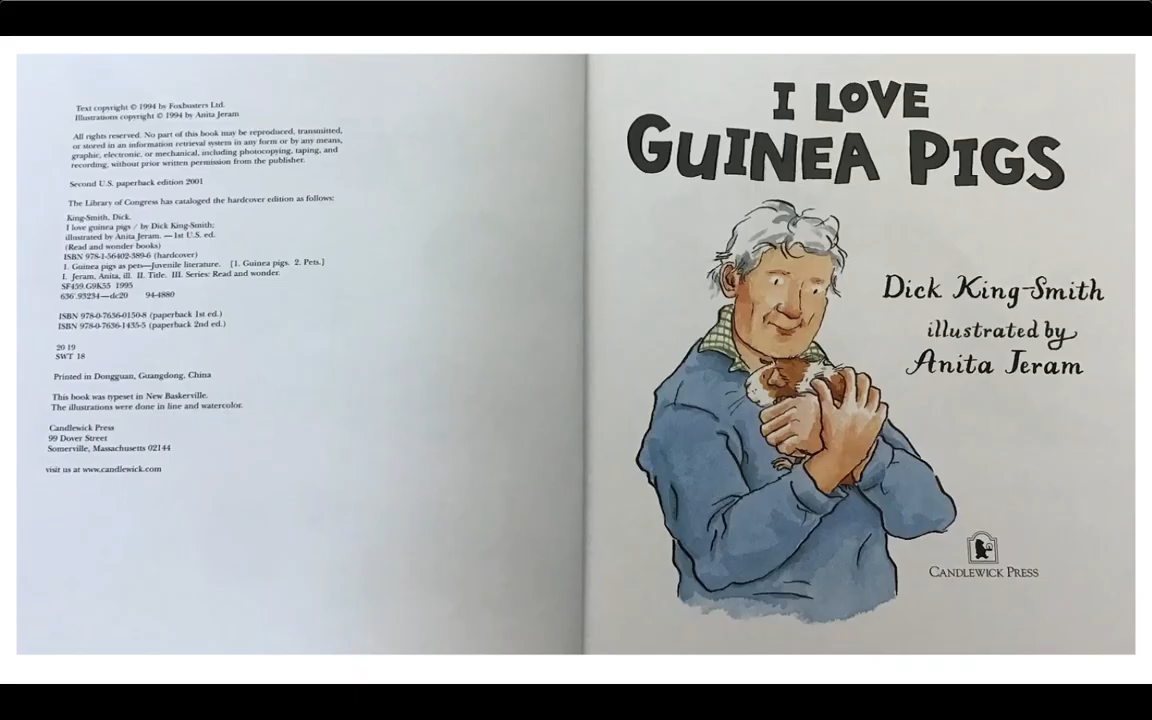 Text copyright © 1994 by Foxbusters Ltd.
Illustrations copyright © 1994 by Anita Jeram
All rights reserved. No part of this book may be reproduced, transmitted,
or stored in an information retrieval system in any form or by any means,
graphic, electronic, or mechanical, including photocopying, taping, and
recording, without prior written permission from the publisher.
Second U.S. paperback edition 2001
The Library of Congress has cataloged the hardcover edition as follows:
King-Smith, Dick.
I love guinea pigs / by Dick King-Smith;
illustrated by Anita Jeram. — 1st U.S. ed.
(Read and wonder books)
ISBN 978-1-56402-389-6 (hardcover)
1. Guinea pigs as pets—Juvenile literature. [1. Guinea pigs. 2. Pets.]
I. Jeram, Anita, ill. II. Title. III. Series: Read and wonder.
SF459.G9K55 1995
636'.93234—dc20 94-4880
ISBN 978-0-7636-0150-8 (paperback 1st ed.)
ISBN 978-0-7636-1435-5 (paperback 2nd ed.)
20 19
SWT 18
Printed in Dongguan, Guangdong, China
This book was typeset in New Baskerville.
The illustrations were done in line and watercolor.
Candlewick Press
99 Dover Street
Somerville, Massachusetts 02144
visit us at www.candlewick.com
I LOVE
GUINEA PIGS
Dick King-Smith
illustrated by
Anita Jeram
CANDLEWICK PRESS